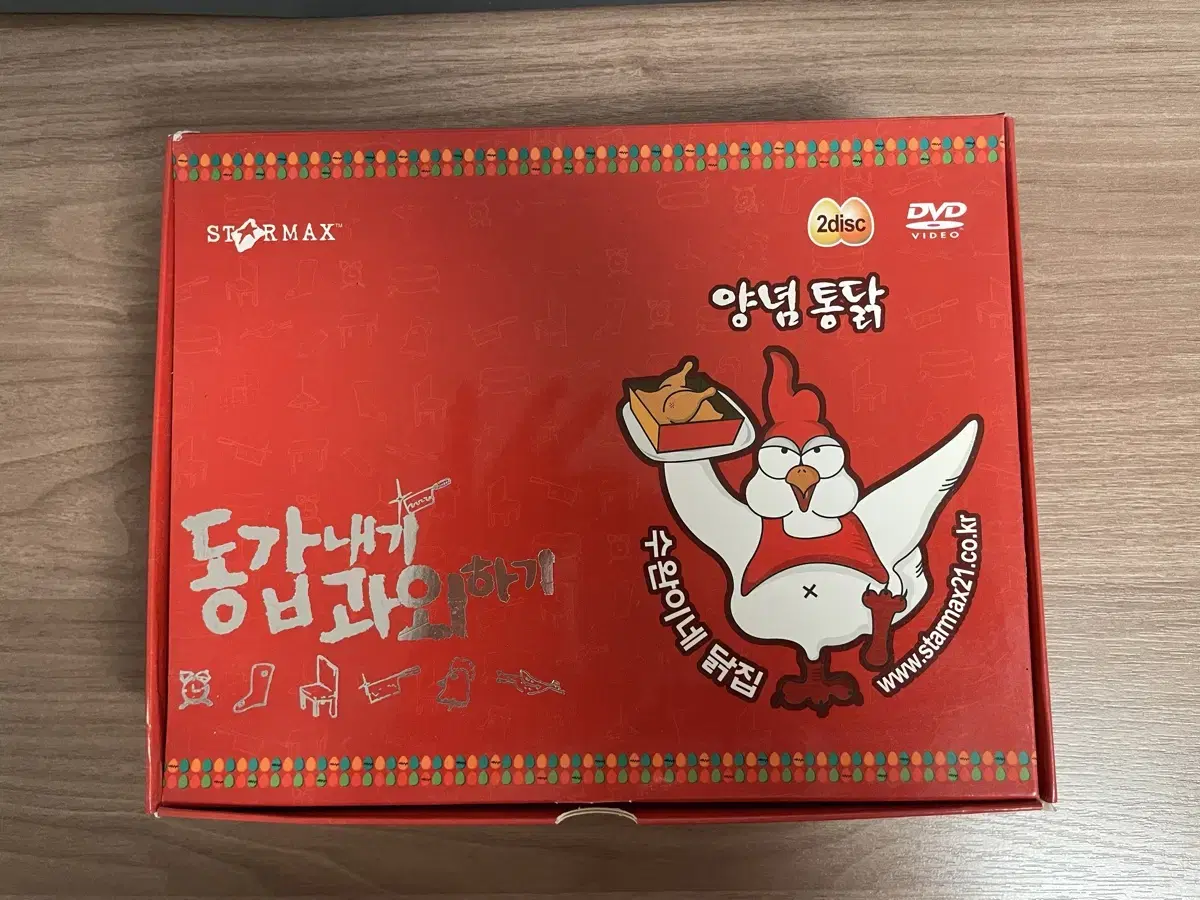 STARMAX™
2disc
DVD
VIDEO
양념 통닭
동갑내기
과외하기
수완이네 닭집
www.starmax21.co.kr